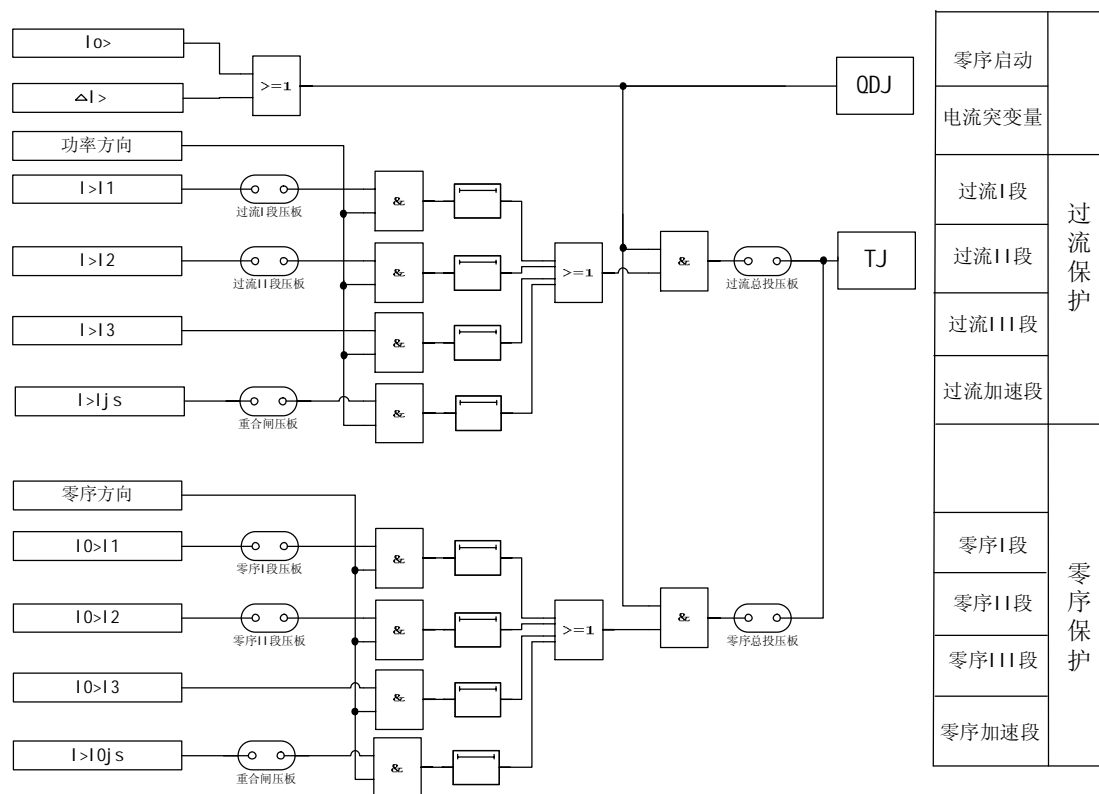 Io>
△I>
>=1
QDJ
功率方向
I>I1
过流I段压板
&
I>I2
过流II段压板
&
>=1
&
过流总投压板
TJ
I>I3
&
I>Ijs
重合闸压板
&
零序方向
I0>I1
零序I段压板
&
I0>I2
零序II段压板
&
>=1
&
零序总投压板
I0>I3
&
I>I0js
重合闸压板
&
零序启动
电流突变量
过流I段
过流II段
过流III段
过流加速段
过流保护
零序I段
零序II段
零序III段
零序加速段
零序保护